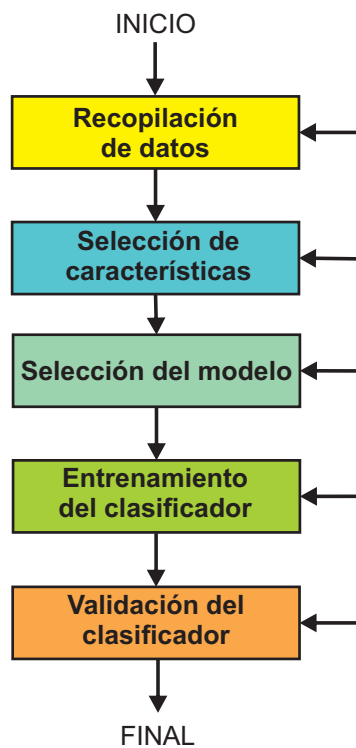 INICIO
Recopilación
de datos
Selección de
características
Selección del modelo
Entrenamiento
del clasificador
Validación del
clasificador
FINAL